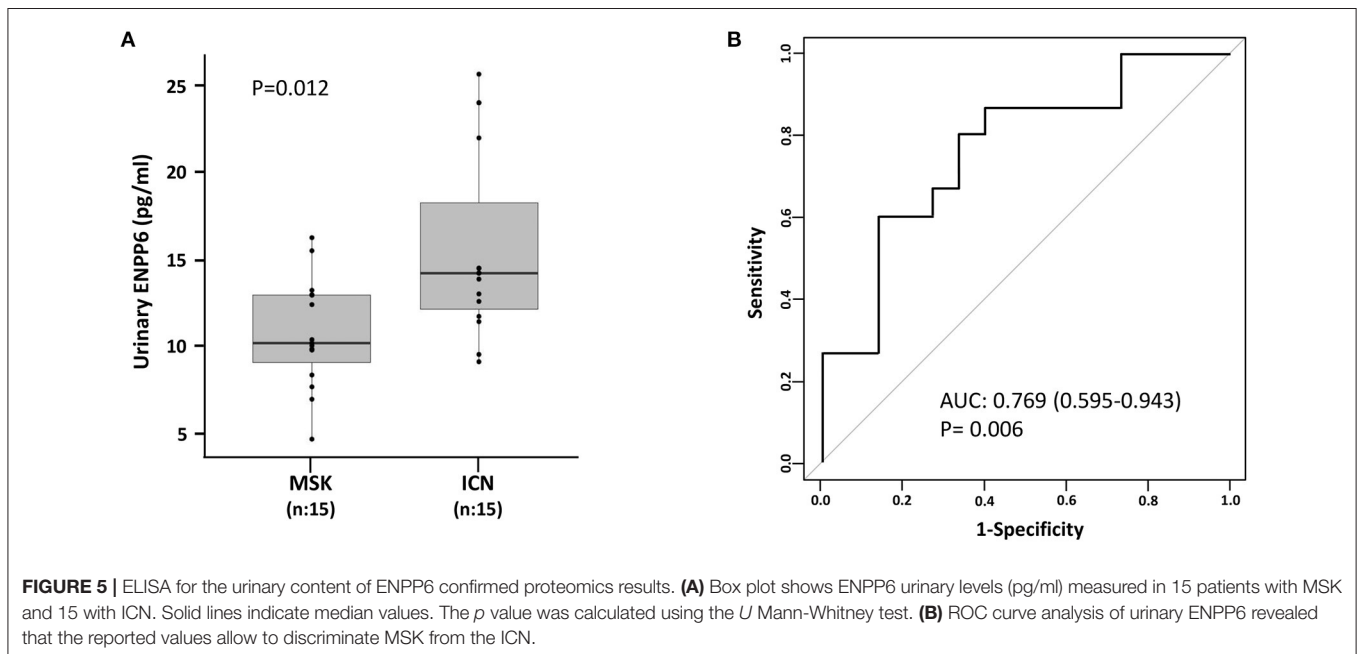 A
P=0.012
Urinary ENPP6 (pg/ml)
25
20
15
10
5
MSK
(n:15)
ICN
(n:15)
B
Sensitivity
1.0
0.8
0.6
0.4
0.2
0.0
AUC: 0.769 (0.595-0.943)
P= 0.006
0.0 0.2 0.4 0.6 0.8 1.0
1-Specificity
FIGURE 5 | ELISA for the urinary content of ENPP6 confirmed proteomics results. (A) Box plot shows ENPP6 urinary levels (pg/ml) measured in 15 patients with MSK
and 15 with ICN. Solid lines indicate median values. The p value was calculated using the U Mann-Whitney test. (B) ROC curve analysis of urinary ENPP6 revealed
that the reported values allow to discriminate MSK from the ICN.